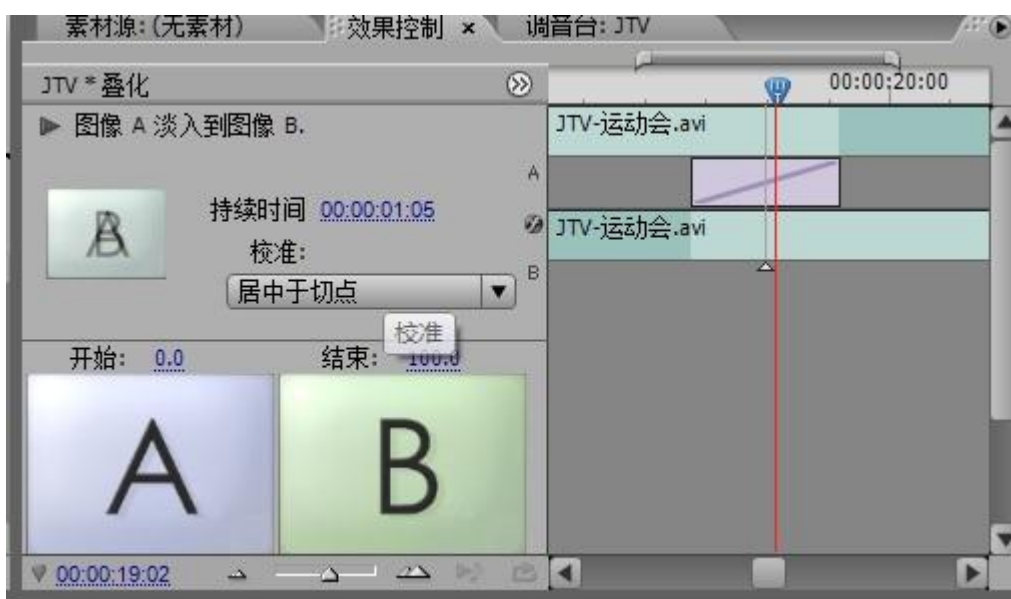 素材源:(无素材) 效果控制 × 调音台: JTV
JTV * 叠化 00:00:20:00
图像 A 淡入到图像 B. JTV-运动会.avi
A
持续时间 00:00:01:05
JTV-运动会.avi
校准:
B
居中于切点
校准
开始: 0.0 结束: 100.0
A B
00:00:19:02